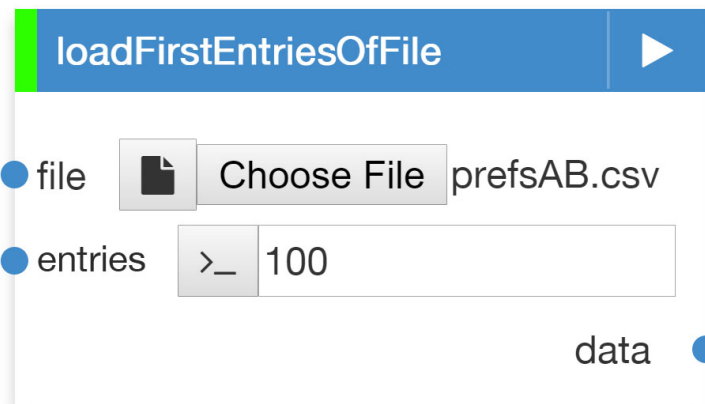 loadFirstEntriesOfFile
file Choose File prefsAB.csv
entries >_ 100
data